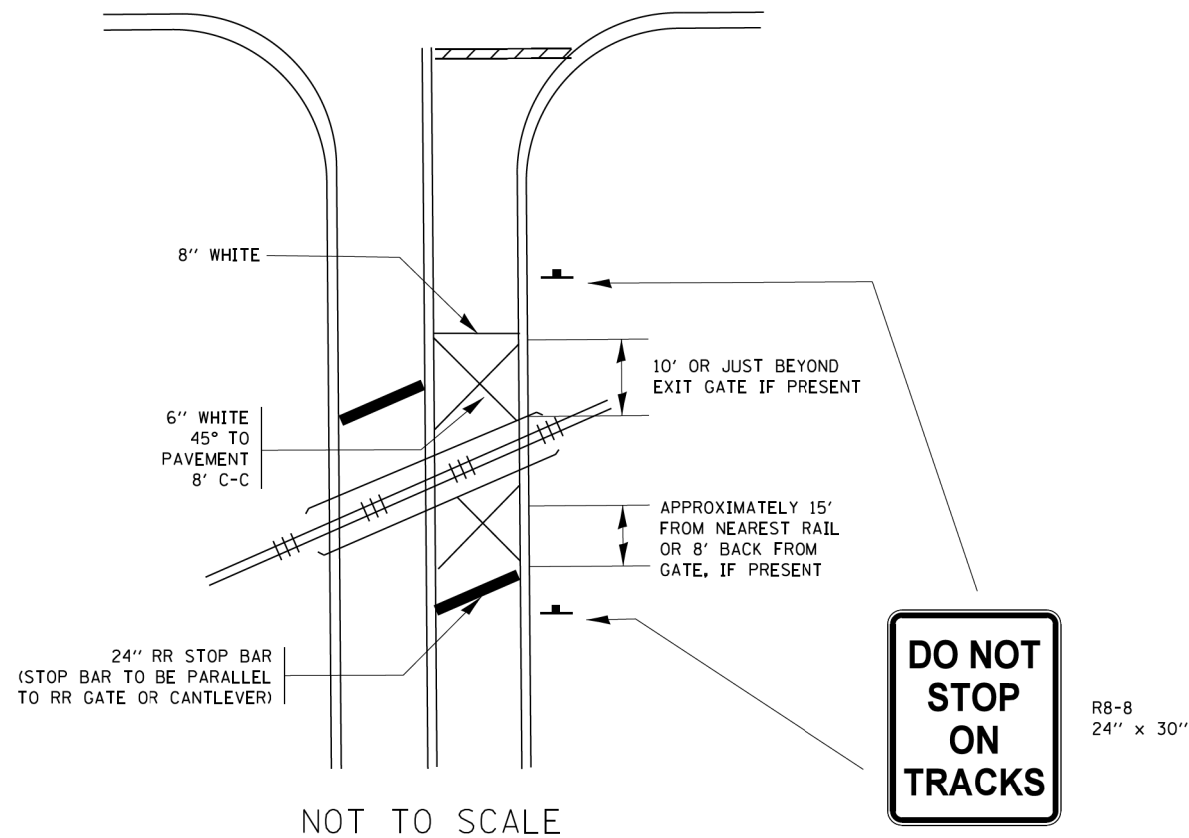 8" WHITE
10' OR JUST BEYOND
EXIT GATE IF PRESENT
6" WHITE
45° TO
PAVEMENT
8' C-C
APPROXIMATELY 15'
FROM NEAREST RAIL
OR 8' BACK FROM
GATE, IF PRESENT
24" RR STOP BAR
(STOP BAR TO BE PARALLEL
TO RR GATE OR CANTLEVER)
DO NOT
STOP
ON
TRACKS
R8-8
24" x 30"
NOT TO SCALE